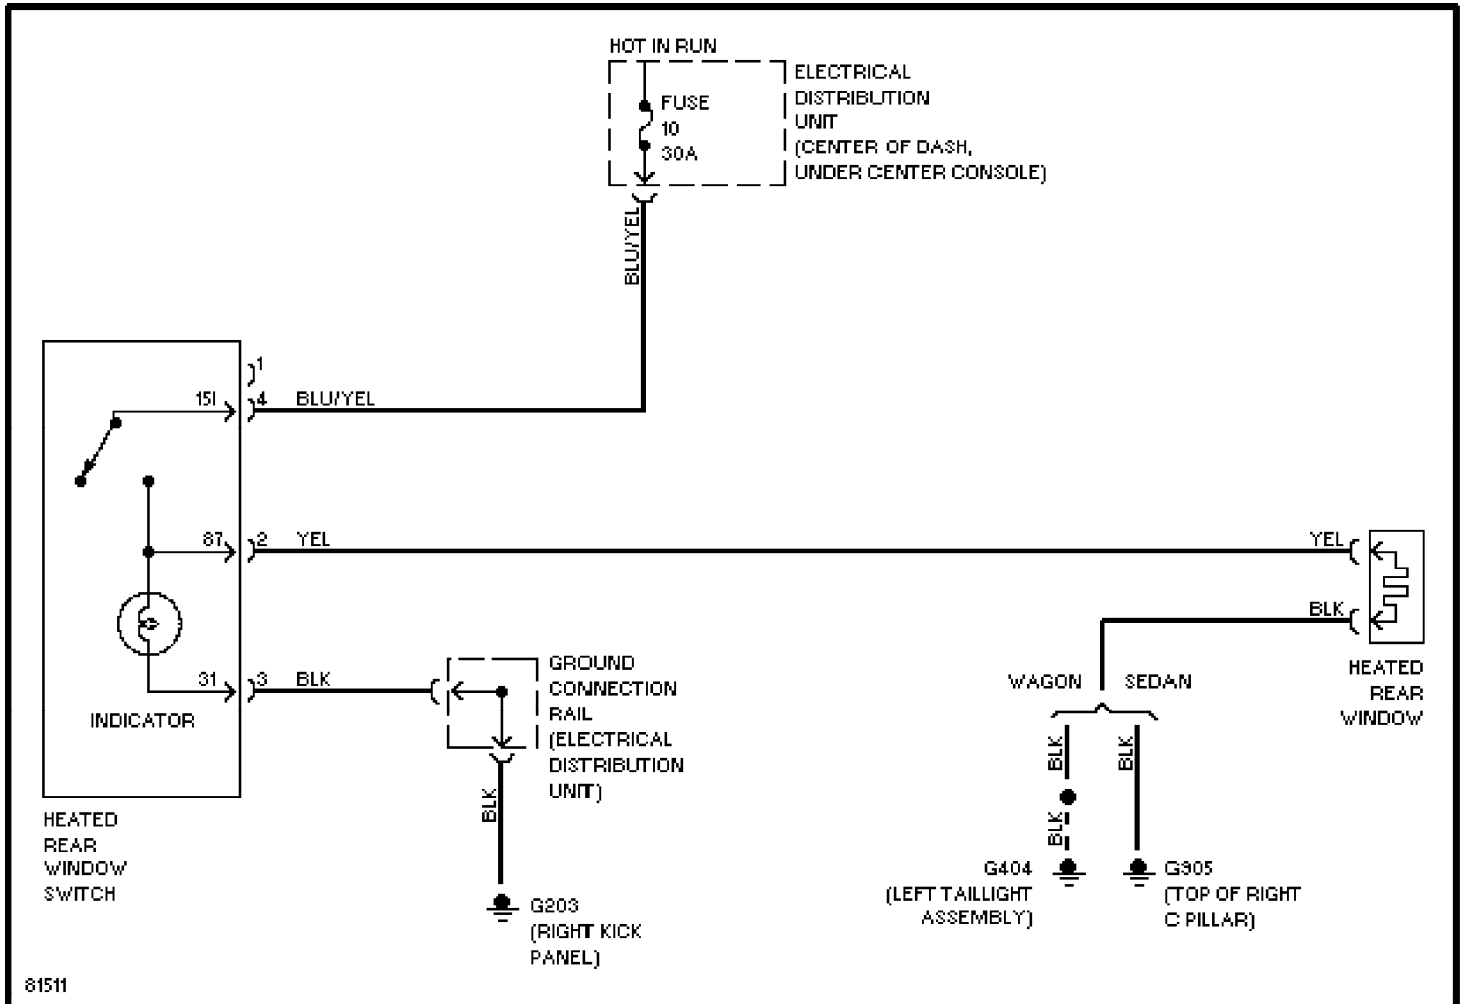 HOT IN RUN
FUSE
10
30A
ELECTRICAL
DISTRIBUTION
UNIT
(CENTER OF DASH,
UNDER CENTER CONSOLE)
BLU/YEL
1
15I
4
BLU/YEL
87
2
YEL
YEL
BLK
HEATED
REAR
WINDOW
31
3
BLK
INDICATOR
HEATED
REAR
WINDOW
SWITCH
GROUND
CONNECTION
RAIL
(ELECTRICAL
DISTRIBUTION
UNIT)
BLK
G203
(RIGHT KICK
PANEL)
WAGON
SEDAN
BLK
BLK
BLK
G404
(LEFT TAILLIGHT
ASSEMBLY)
G905
(TOP OF RIGHT
C PILLAR)
81511